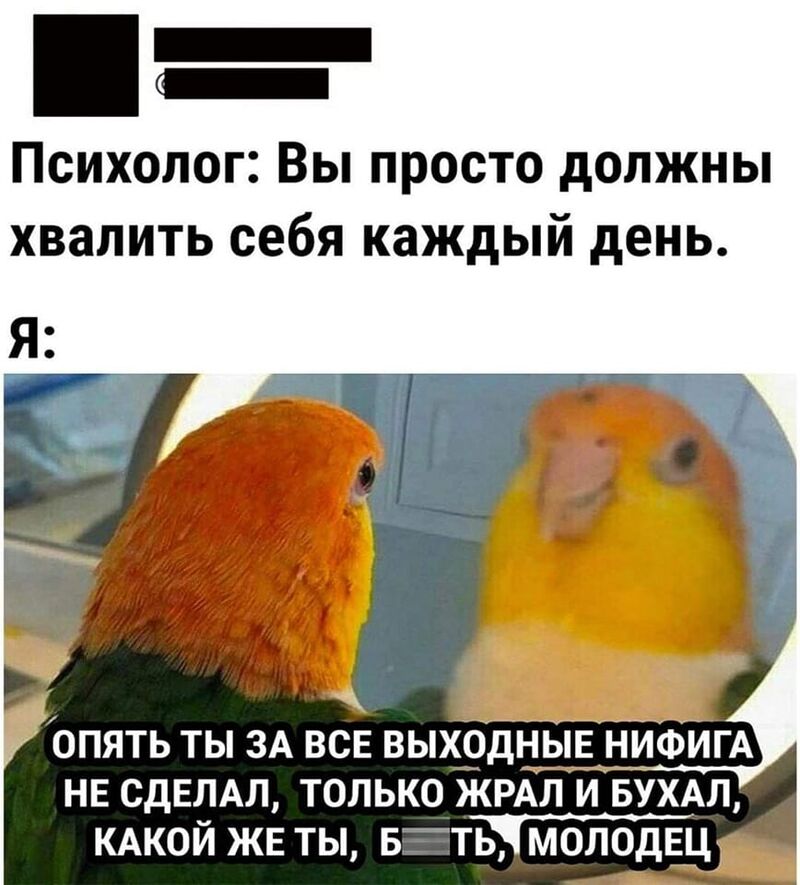 Психолог: Вы просто должны
хвалить себя каждый день.
Я:
ОПЯТЬ ТЫ ЗА ВСЕ ВЫХОДНЫЕ НИФИГА
НЕ СДЕЛАЛ, ТОЛЬКО ЖРАЛ И БУХАЛ,
КАКОЙ ЖЕ ТЫ, МОЛОДЕЦ